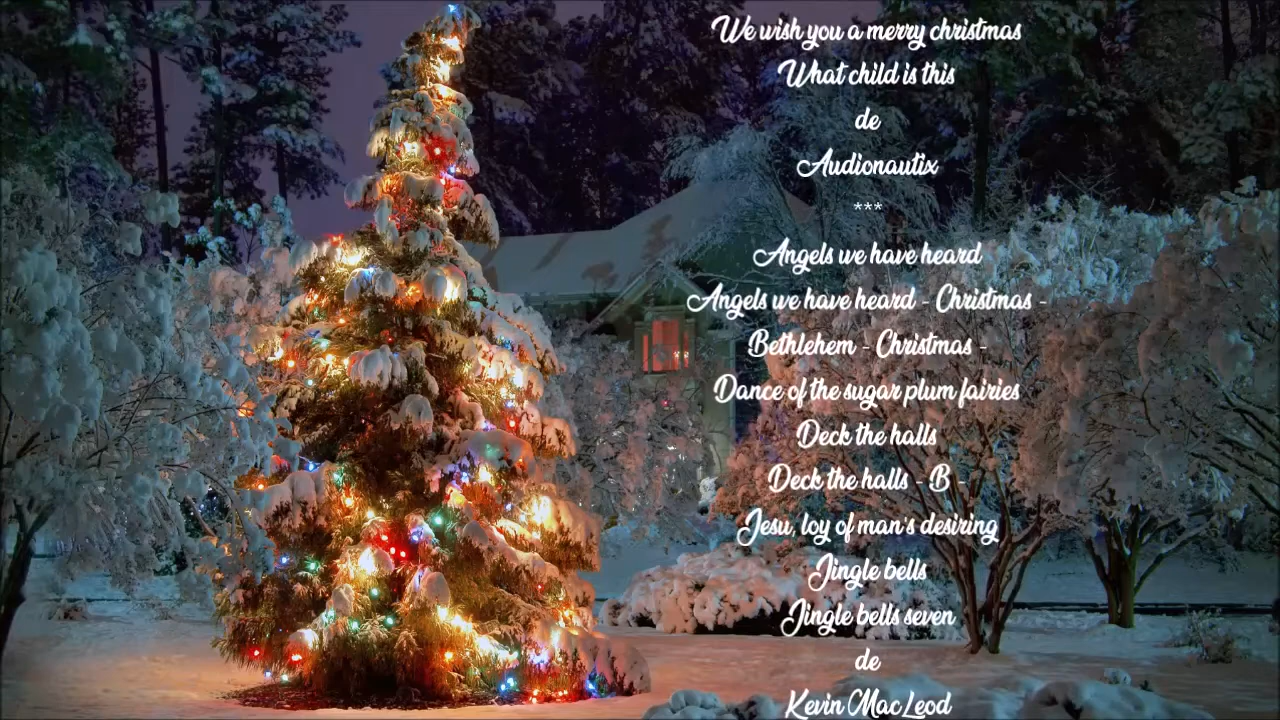 We wish you a merry christmas
What child is this
de
Audionautix
***
Angels we have heard
Angels we have heard - Christmas -
Bethlehem - Christmas -
Dance of the sugar plum fairies
Deck the halls
Deck the halls - B -
Jesu, loy of man's desiring
Jingle bells
Jingle bells seven
de
Kevin MacLeod